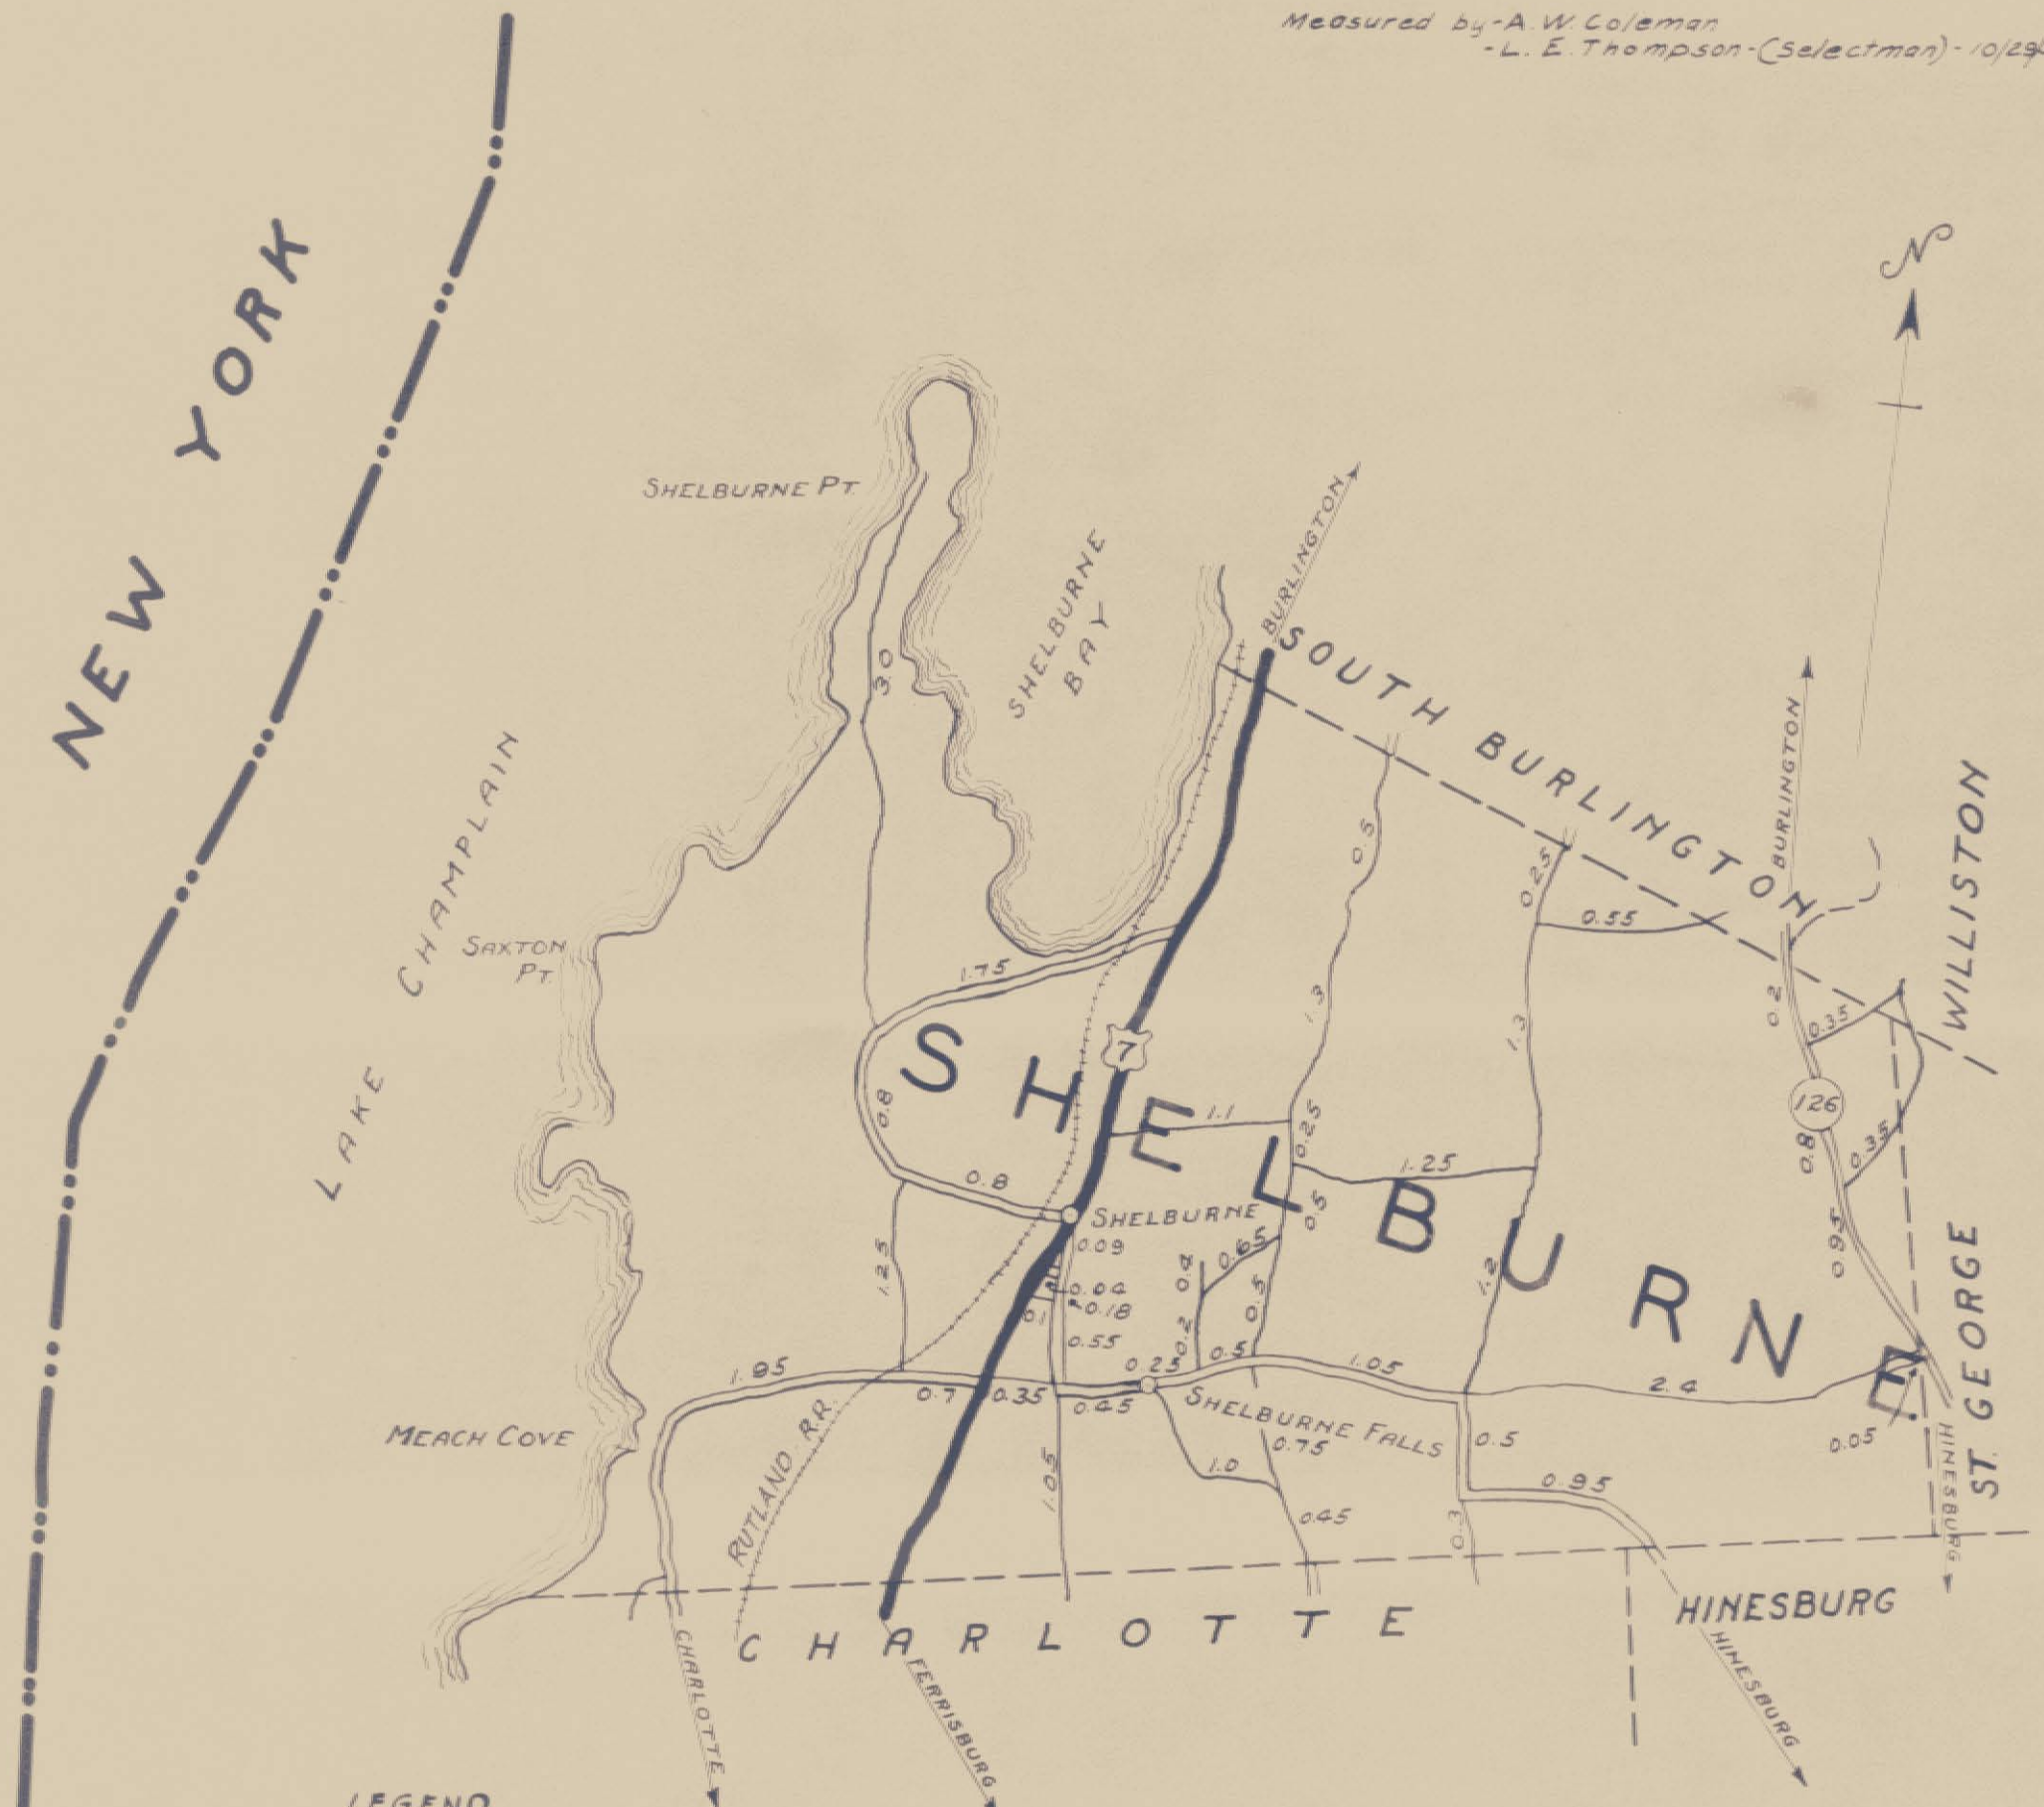 Measured by-A.W. Coleman
-L. E. Thompson-(Selectman)- 10/29
N
NEW YORK
SHELBURNE PT.
SHELBURNE
BAY
BURLINGTON
SOUTH BURLINGTON
BURLINGTON
WILLISTON
LAKE CHAMPLAIN
SAXTON
PT.
3.0
0.5
0.25
0.55
1.75
1.3
1.3
0.2
0.35
7
126
SHELBURNE
0.8
1.1
0.25
1.25
0.8
0.35
0.8
0.5
0.95
SHELBURNE
0.09
0.65
0.4
1.25
0.04
0.18
0.1
0.5
1.2
0.55
0.2
ST. GEORGE
1.95
0.7
0.35
0.45
0.25
0.5
1.05
2.4
0.05
SHELBURNE FALLS
MEACH COVE
RUTLAND R.R.
1.05
1.0
0.75
0.45
0.5
0.95
0.3
HINESBURG
CHARLOTTE
HINESBURG
CHARLOTTE
FERRISBURG
HINESBURG
LEGEND